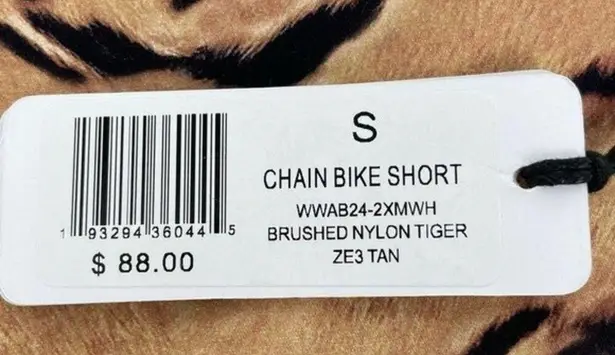 S
CHAIN BIKE SHORT
WWAB24-2XMWH
BRUSHED NYLON TIGER
ZE3 TAN
1 93294 36044 5
$ 88.00